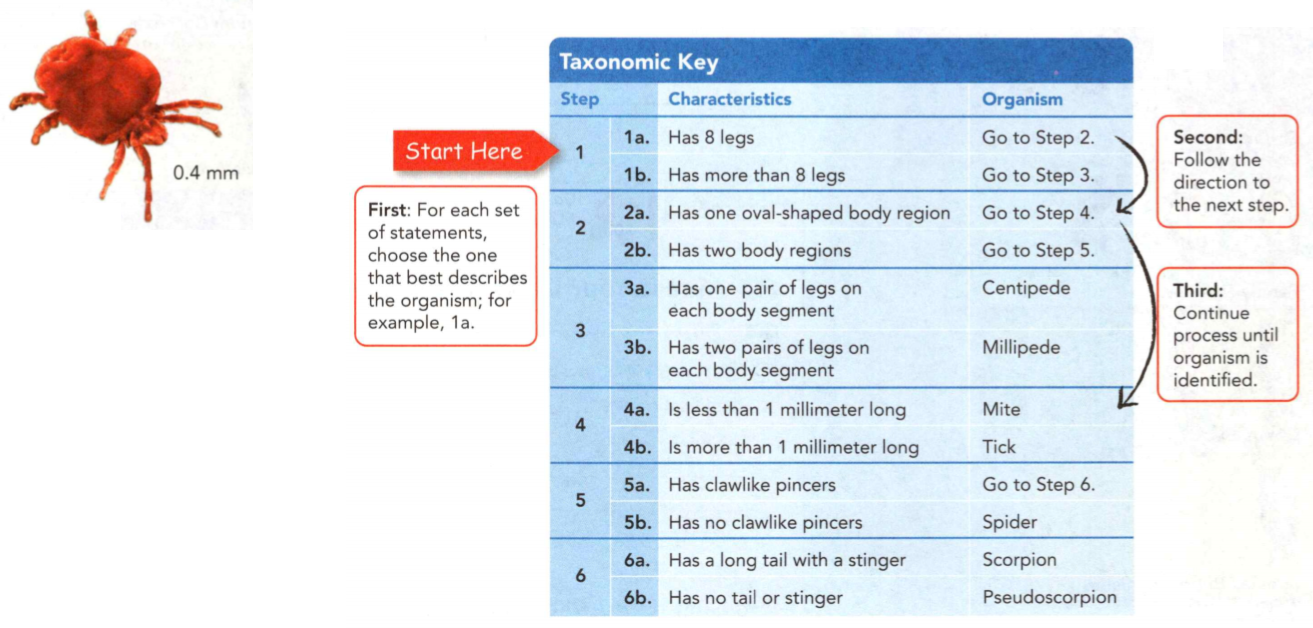 0.4 mm
Start Here
First: For each set
of statements,
choose the one
that best describes
the organism; for
example, 1a.
Taxonomic Key
Step Characteristics Organism
1
1a. Has 8 legs Go to Step 2.
1b. Has more than 8 legs Go to Step 3.
2
2a. Has one oval-shaped body region Go to Step 4.
2b. Has two body regions Go to Step 5.
3
3a. Has one pair of legs on Centipede
each body segment
3b. Has two pairs of legs on Millipede
each body segment
4
4a. Is less than 1 millimeter long Mite
4b. Is more than 1 millimeter long Tick
5
5a. Has clawlike pincers Go to Step 6.
5b. Has no clawlike pincers Spider
6
6a. Has a long tail with a stinger Scorpion
6b. Has no tail or stinger Pseudoscorpion
Second:
Follow the
direction to
the next step.
Third:
Continue
process until
organism is
identified.